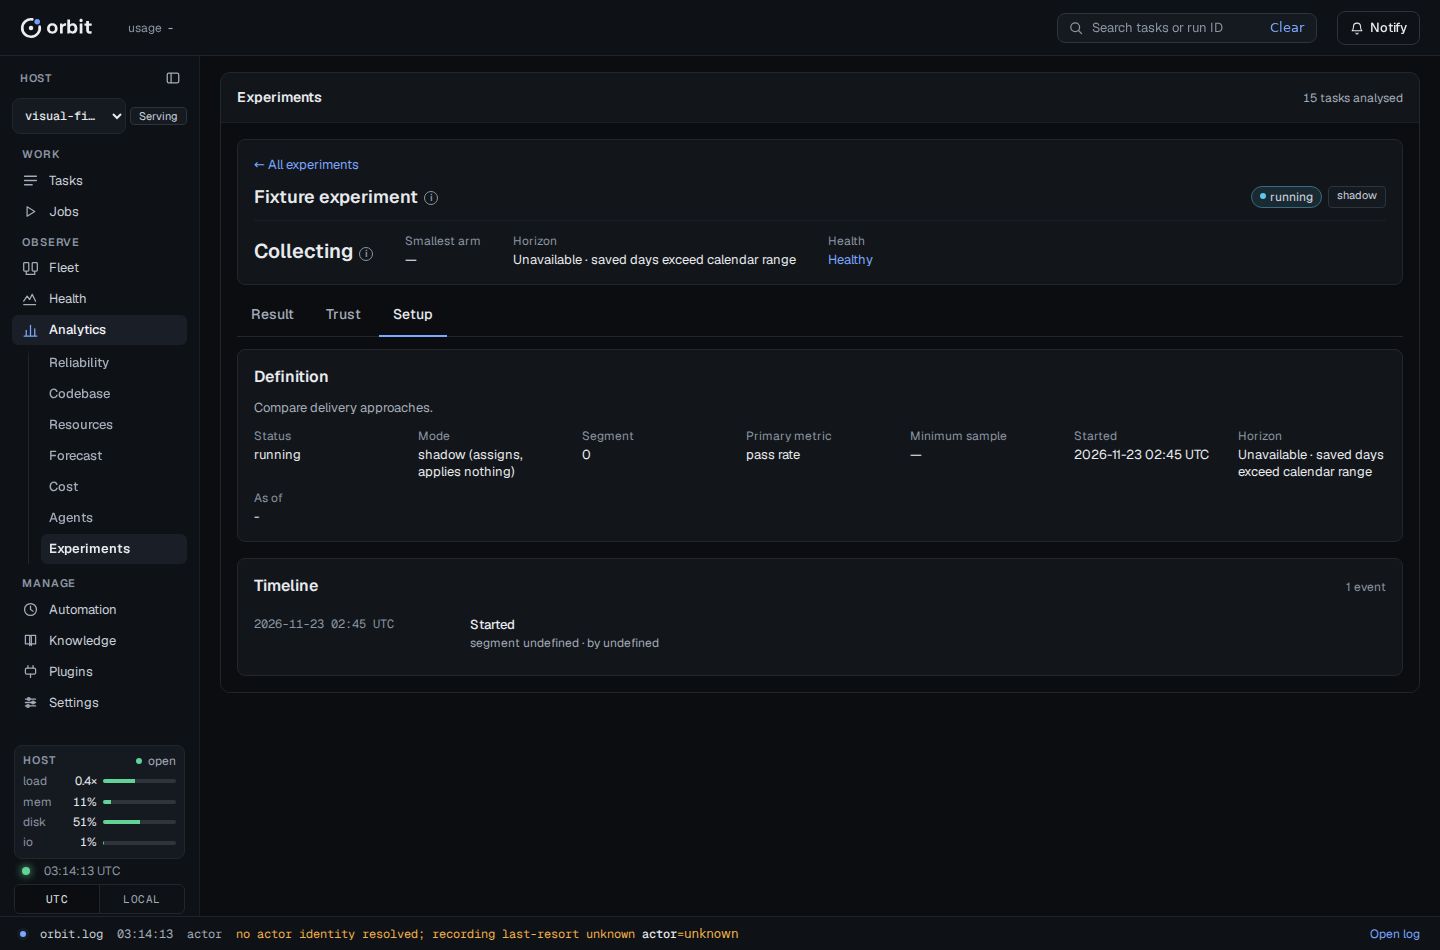 orbit
usage -
Search tasks or run ID
Clear
Notify
HOST
visual-fi…
Serving
WORK
Tasks
Jobs
OBSERVE
Fleet
Health
Analytics
Reliability
Codebase
Resources
Forecast
Cost
Agents
Experiments
MANAGE
Automation
Knowledge
Plugins
Settings
HOST open
load 0.4×
mem 11%
disk 51%
io 1%
03:14:13 UTC
UTC LOCAL
Experiments
15 tasks analysed
← All experiments
Fixture experiment
running shadow
Collecting
Smallest arm
—
Horizon
Unavailable · saved days exceed calendar range
Health
Healthy
Result Trust Setup
Definition
Compare delivery approaches.
Status
running
Mode
shadow (assigns,
applies nothing)
Segment
0
Primary metric
pass rate
Minimum sample
—
Started
2026-11-23 02:45 UTC
Horizon
Unavailable · saved days
exceed calendar range
As of
-
Timeline
1 event
2026-11-23 02:45 UTC
Started
segment undefined · by undefined
orbit.log 03:14:13 actor no actor identity resolved; recording last-resort unknown actor=unknown
Open log